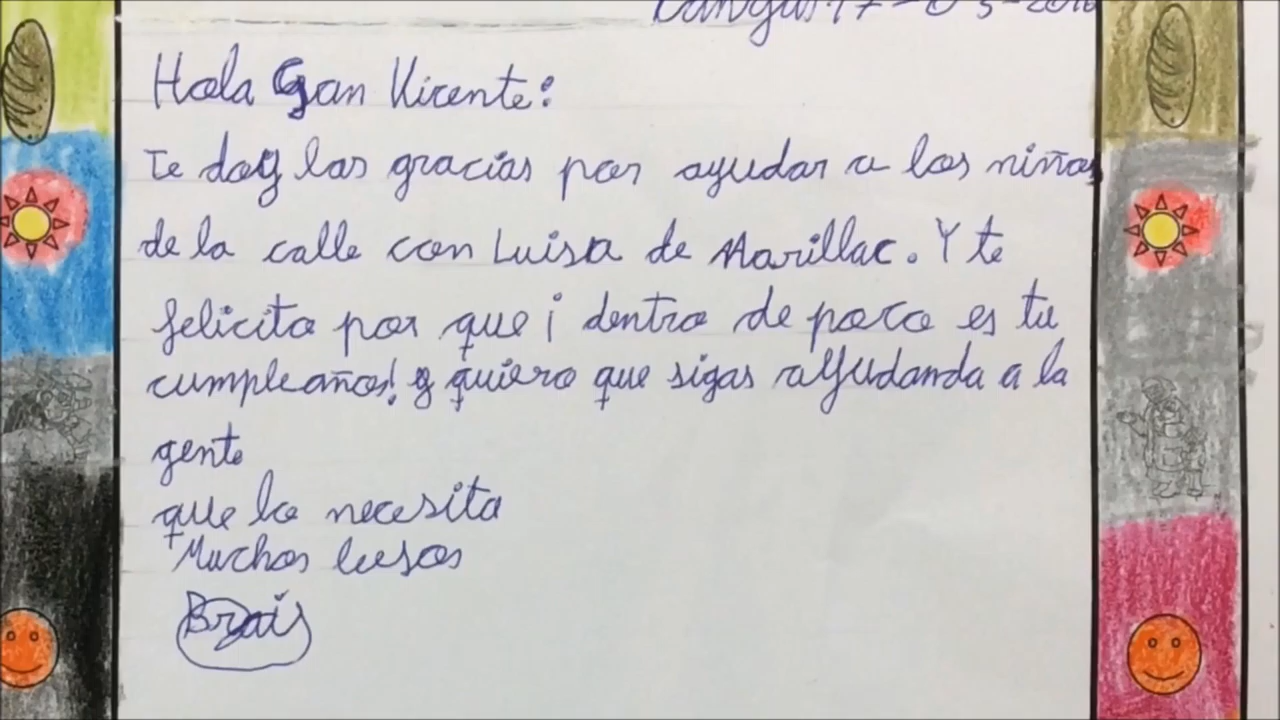 Hola San Vicente:
Te doy las gracias por ayudar a los niños
de la calle con Luisa de Marillac. Y te
felicito por que ¡dentro de poco es tu
cumpleaños! y quiero que sigas ayudando a la
gente
que lo necesita
Muchos besos
Brais